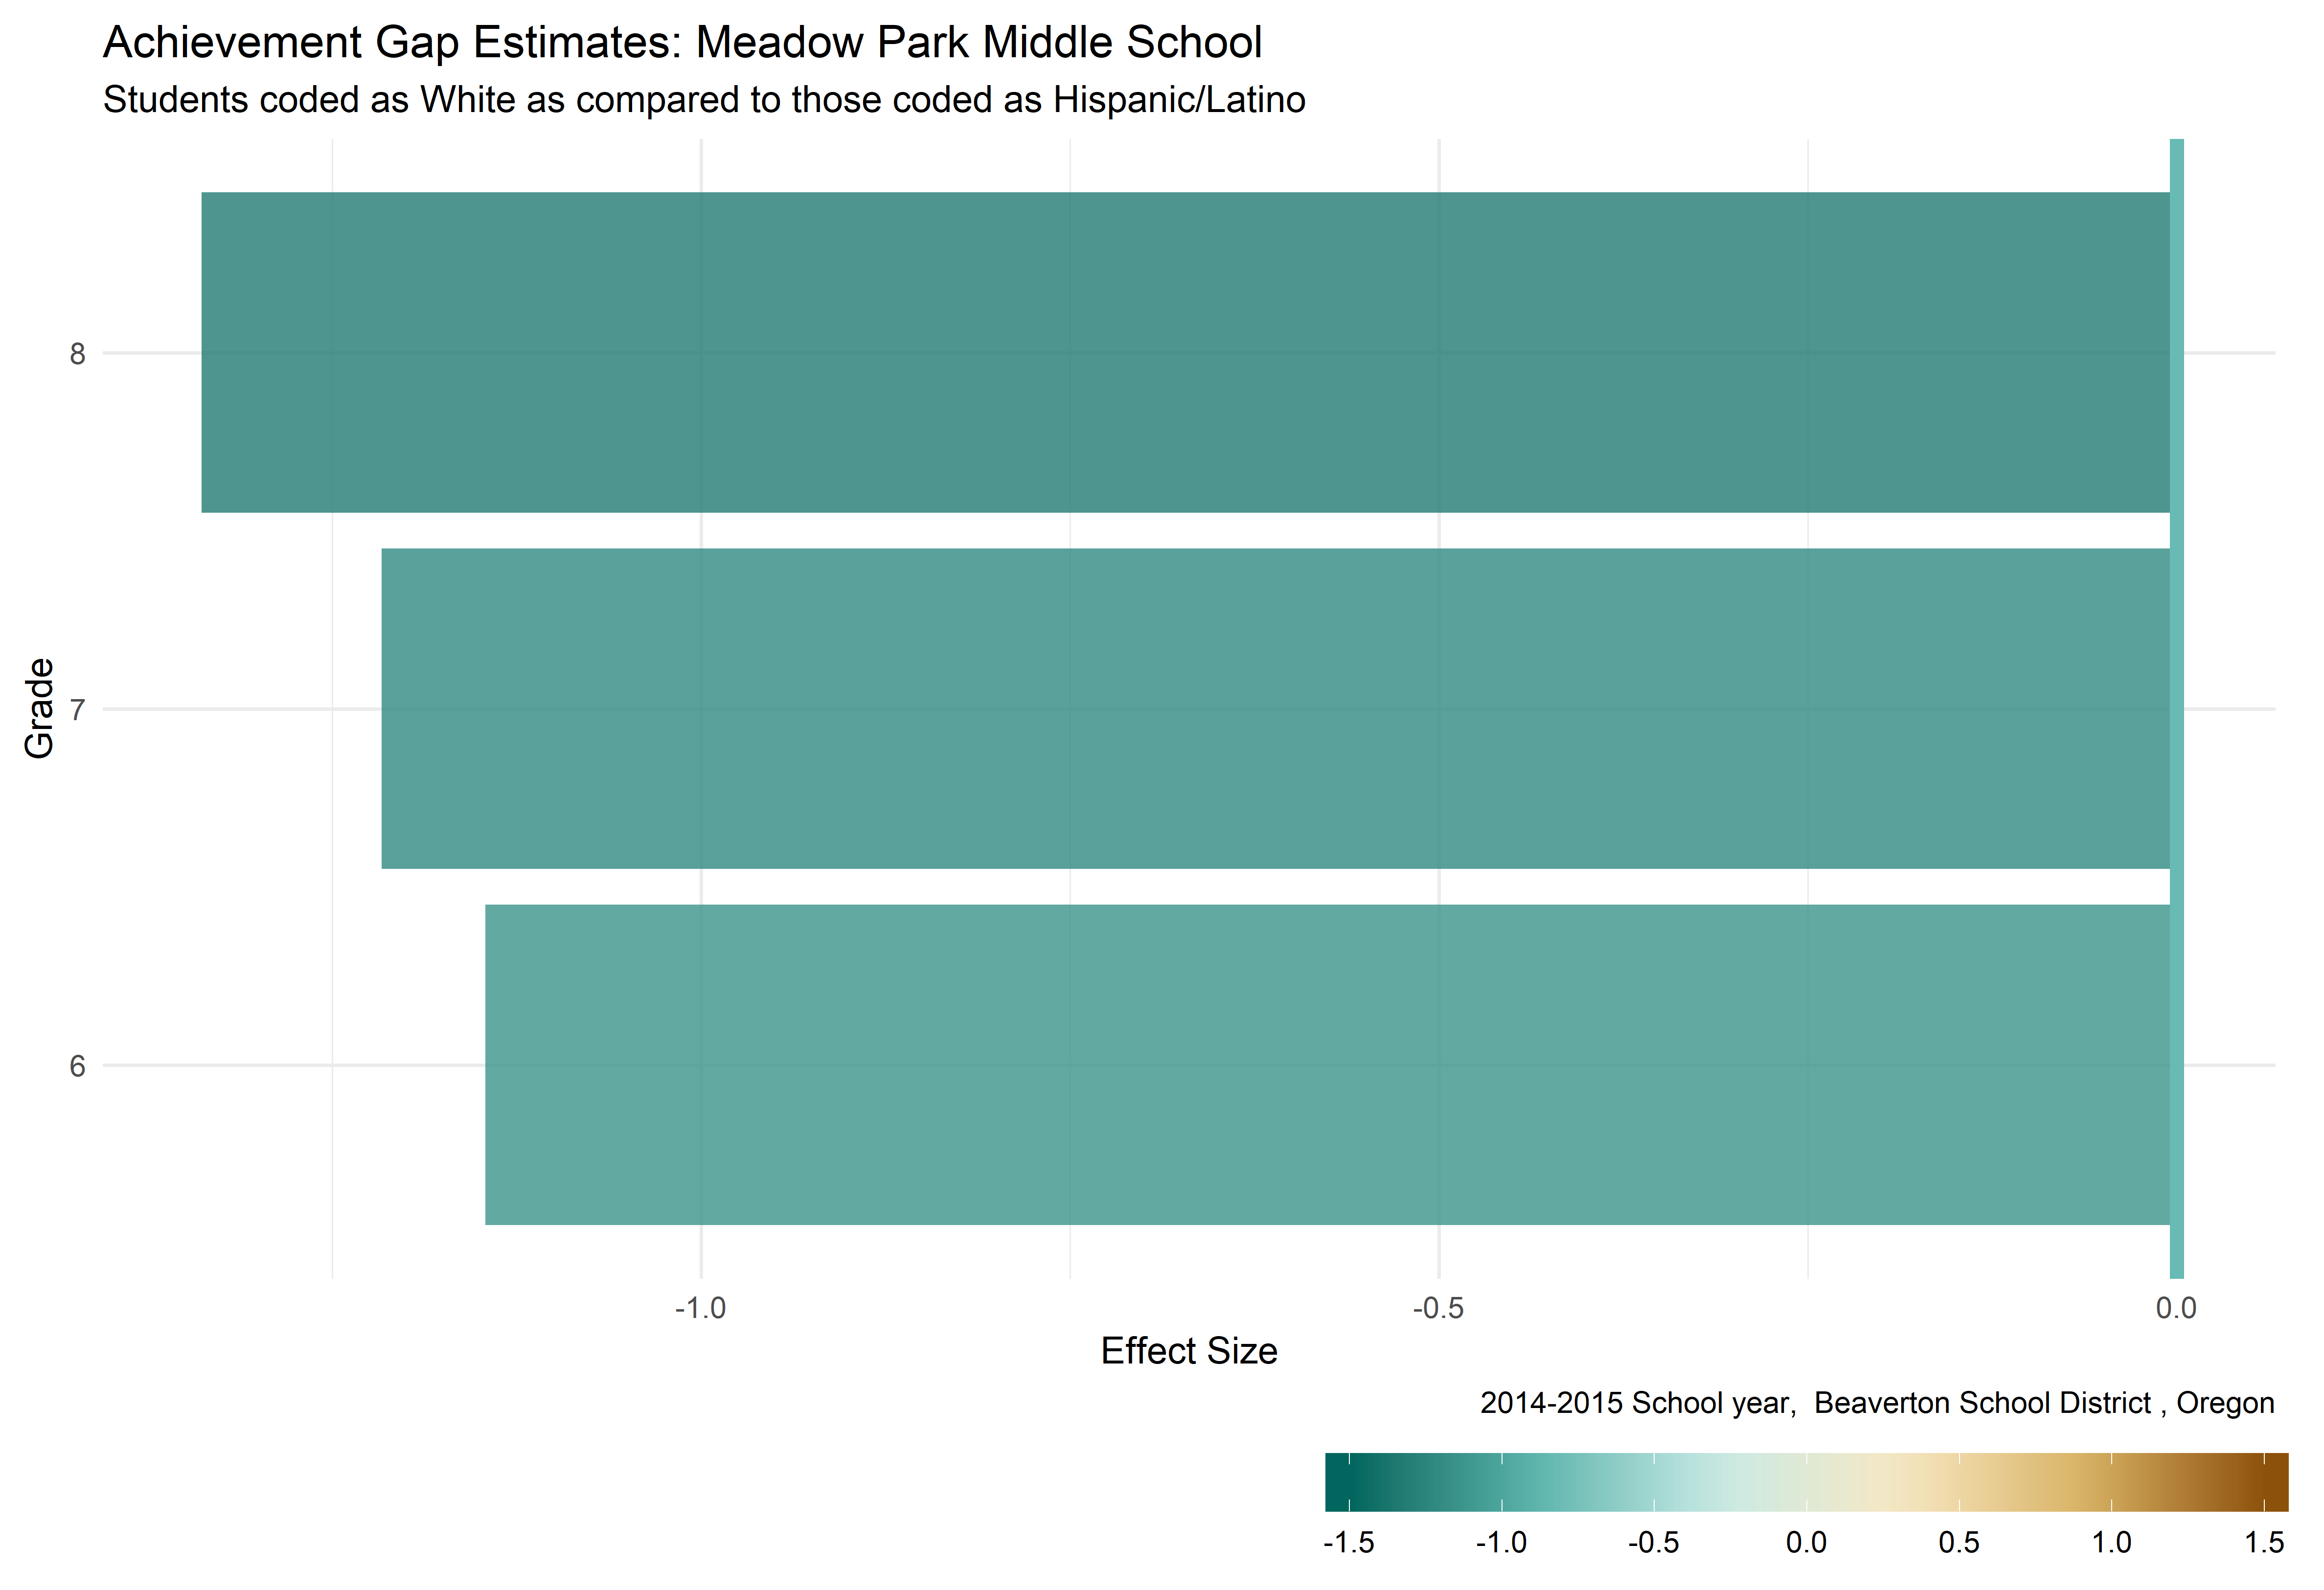 Achievement Gap Estimates: Meadow Park Middle School
Students coded as White as compared to those coded as Hispanic/Latino
Grade
8
7
6
-1.0 -0.5 0.0
Effect Size
2014-2015 School year,  Beaverton School District , Oregon
-1.5 -1.0 -0.5 0.0 0.5 1.0 1.5